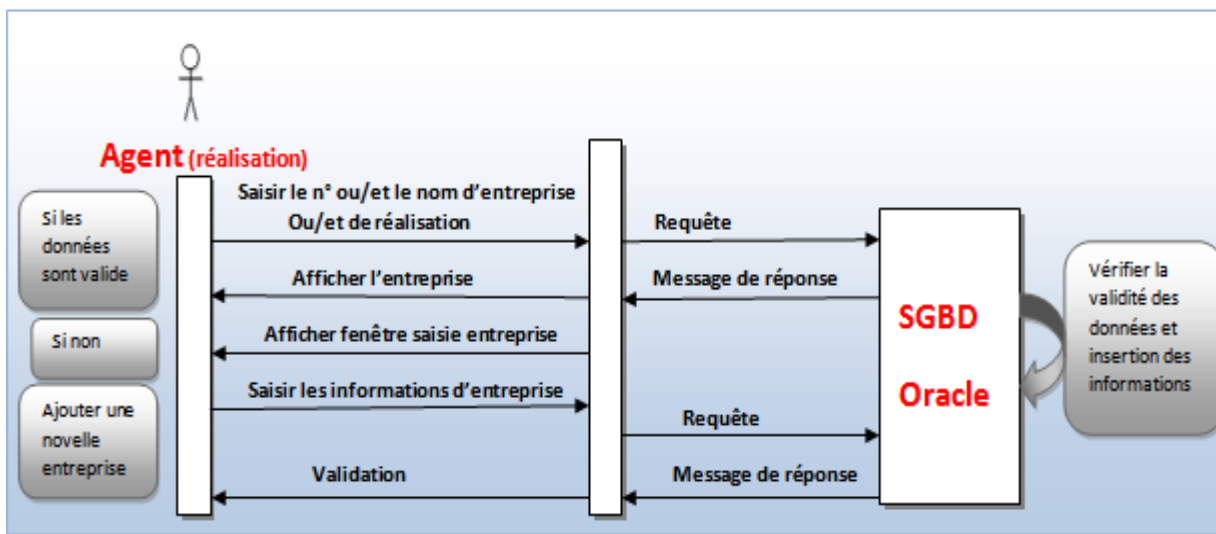 Agent (réalisation)
Saisir le n° ou/et le nom d'entreprise
Ou/et de réalisation
Requête
Si les
données
sont valide
Afficher l'entreprise
Message de réponse
Vérifier la
validité des
données et
insertion des
informations
SGBD
Oracle
Si non
Afficher fenêtre saisie entreprise
Saisir les informations d'entreprise
Ajouter une
novelle
entreprise
Requête
Validation
Message de réponse